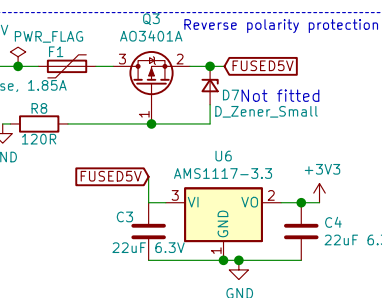 Q3
Reverse polarity protection
V PWR_FLAG
AO3401A
F1
3
2
FUSED5V
se, 1.85A
D7 Not fitted
D_Zener_Small
R8
1
120R
ND
U6
FUSED5V
AMS1117-3.3
+3V3
3
VI
VO
2
C3
GND
C4
22uF 6.3V
1
22uF 6.3
GND